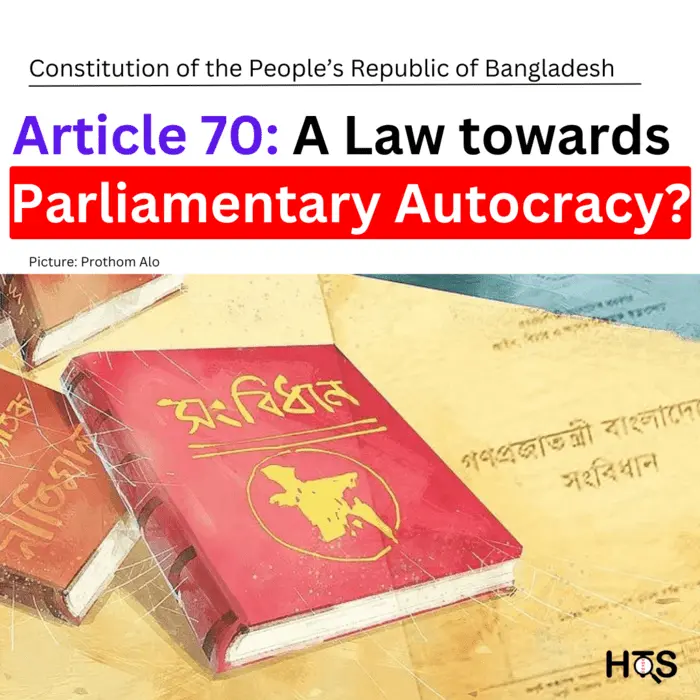 Constitution of the People’s Republic of Bangladesh
Article 70: A Law towards
Parliamentary Autocracy?
Picture: Prothom Alo
সংবিধান
গণপ্রজাতন্ত্রী বাংলাদে
সংবিধান